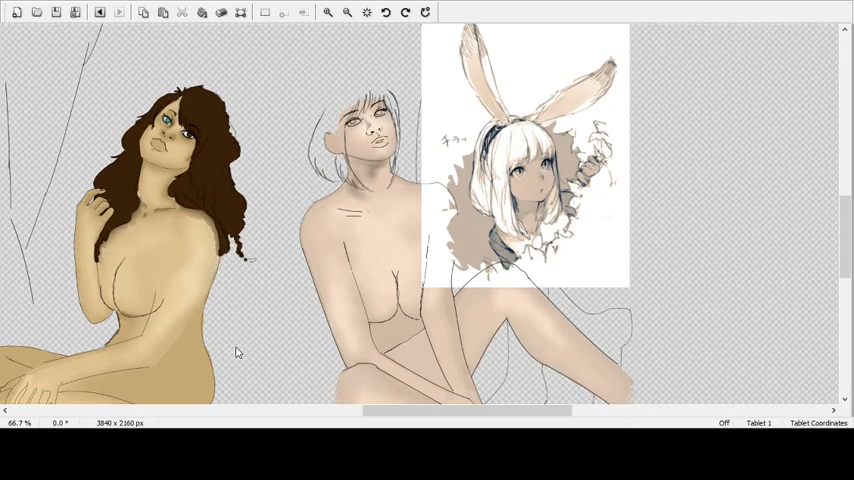 チラッ
66.7 %
0.0 °
3840 x 2160 px
Off
Tablet 1
Tablet Coordinates